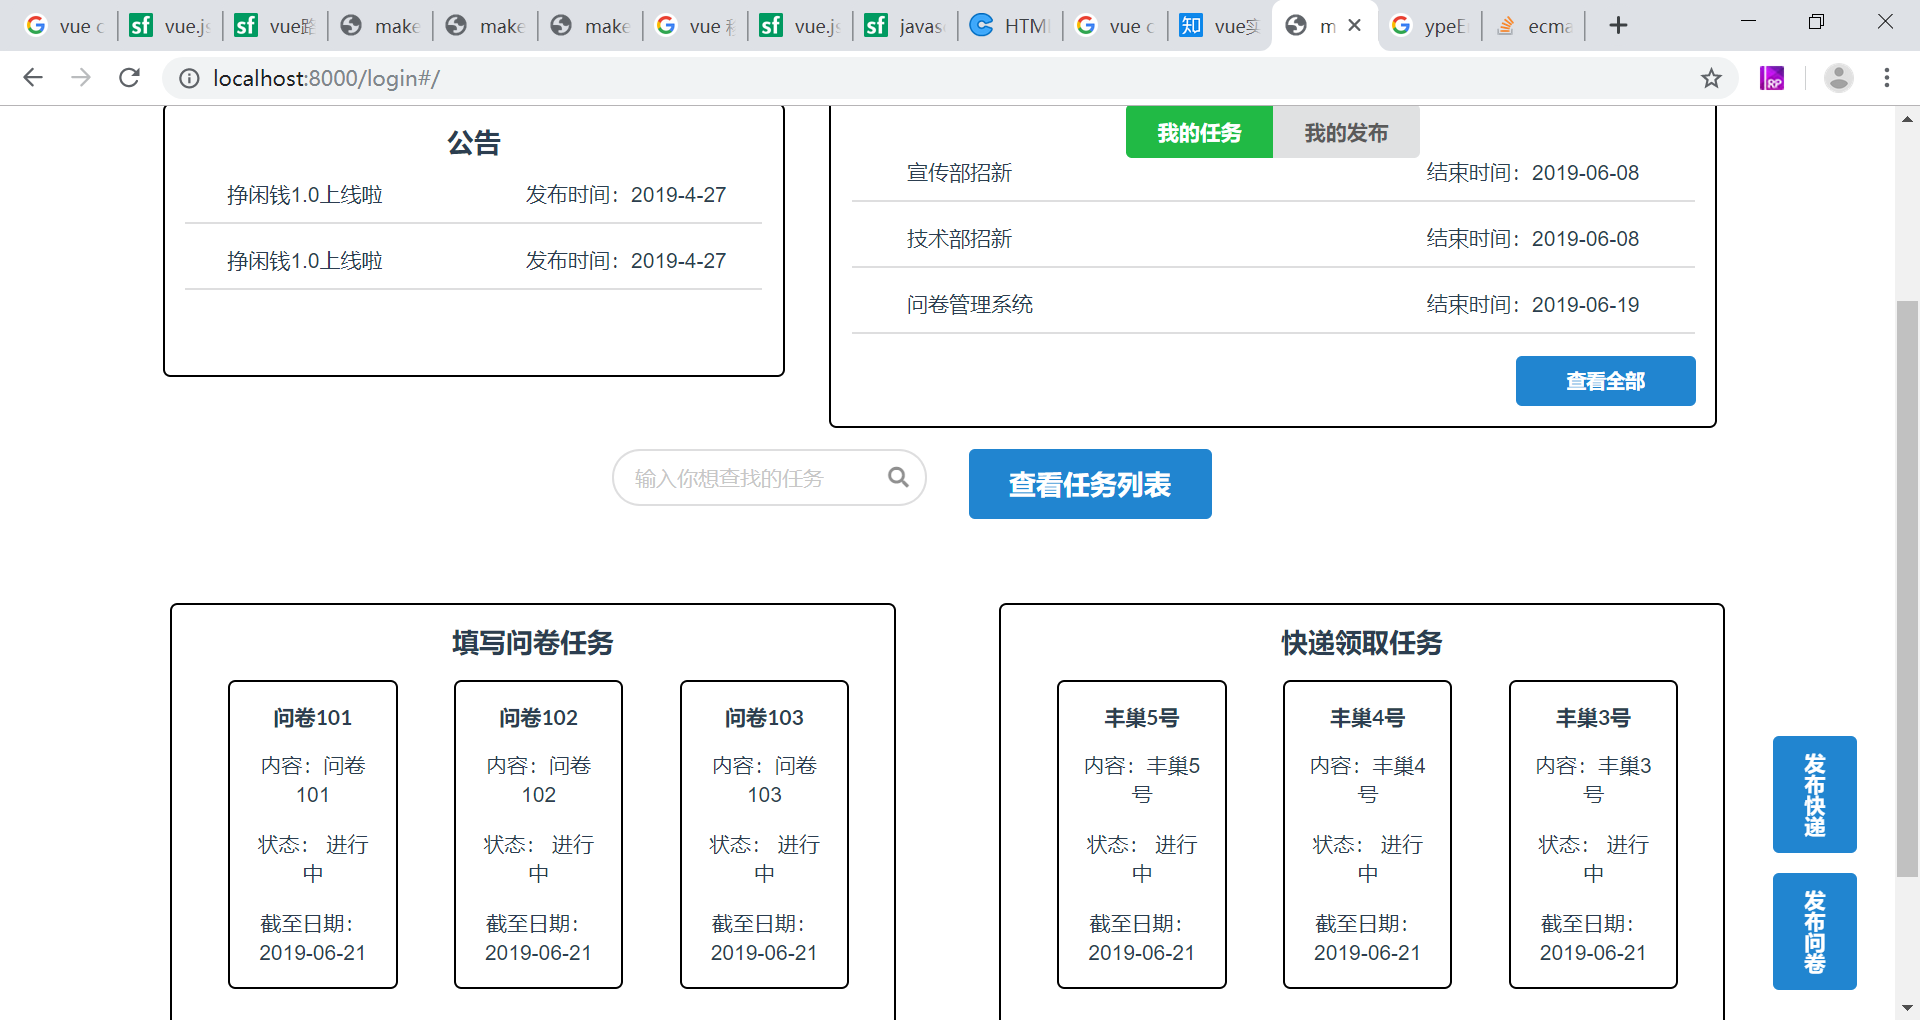 vue c
vue.js
vue路
make
make
make
vue
vue.js
javasc
HTML
vue c
vue实
m
ypeE
ecma
localhost:8000/login#/
公告
挣闲钱1.0上线啦 发布时间：2019-4-27
挣闲钱1.0上线啦 发布时间：2019-4-27
我的任务 我的发布
宣传部招新 结束时间：2019-06-08
技术部招新 结束时间：2019-06-08
问卷管理系统 结束时间：2019-06-19
查看全部
输入你想查找的任务
查看任务列表
填写问卷任务
问卷101
内容：问卷
101
状态： 进行
中
截至日期：
2019-06-21
问卷102
内容：问卷
102
状态： 进行
中
截至日期：
2019-06-21
问卷103
内容：问卷
103
状态： 进行
中
截至日期：
2019-06-21
快递领取任务
丰巢5号
内容：丰巢5
号
状态： 进行
中
截至日期：
2019-06-21
丰巢4号
内容：丰巢4
号
状态： 进行
中
截至日期：
2019-06-21
丰巢3号
内容：丰巢3
号
状态： 进行
中
截至日期：
2019-06-21
发布快递
发布问卷